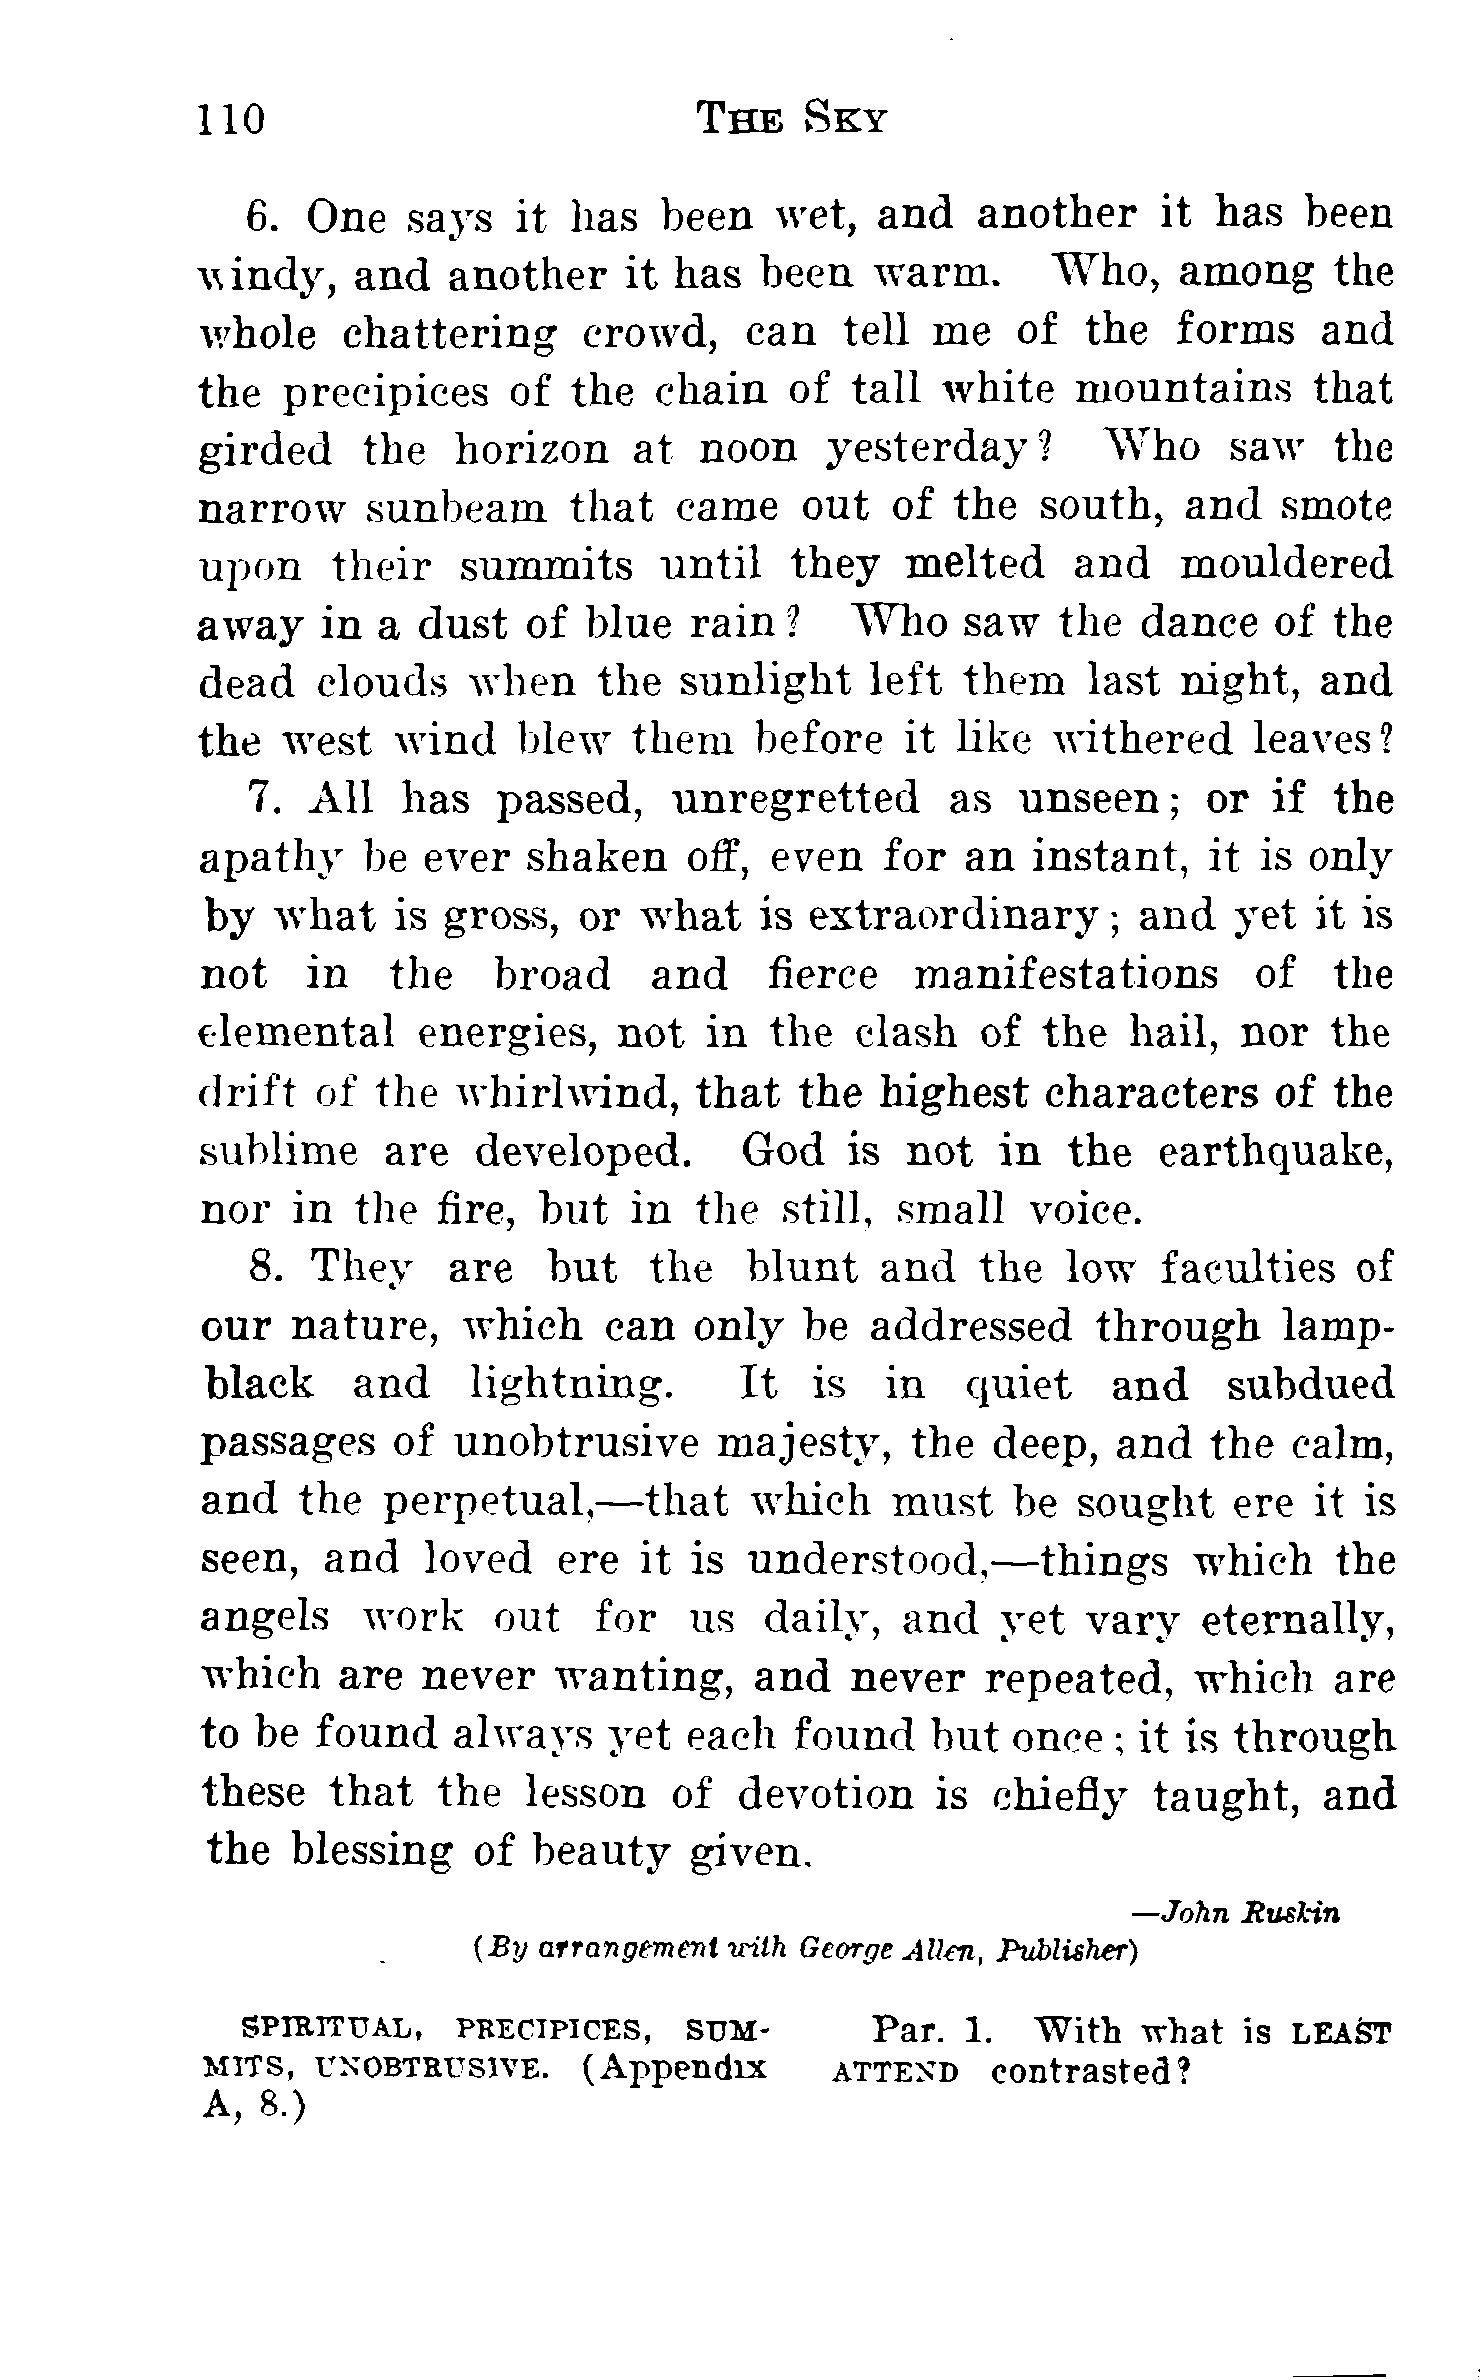 110 The Sky
6. One says it has been wet, and another it has been
windy, and another it has been warm. Who, among the
whole chattering crowd, can tell me of the forms and
the precipices of the chain of tall white mountains that
girded the horizon at noon yesterday? Who saw the
narrow sunbeam that came out of the south, and smote
upon their summits until they melted and mouldered
away in a dust of blue rain? Who saw the dance of the
dead clouds when the sunlight left them last night, and
the west wind blew them before it like withered leaves?
7. All has passed, unregretted as unseen; or if the
apathy be ever shaken off, even for an instant, it is only
by what is gross, or what is extraordinary; and yet it is
not in the broad and fierce manifestations of the
elemental energies, not in the clash of the hail, nor the
drift of the whirlwind, that the highest characters of the
sublime are developed. God is not in the earthquake,
nor in the fire, but in the still, small voice.
8. They are but the blunt and the low faculties of
our nature, which can only be addressed through lamp-
black and lightning. It is in quiet and subdued
passages of unobtrusive majesty, the deep, and the calm,
and the perpetual,—that which must be sought ere it is
seen, and loved ere it is understood,—things which the
angels work out for us daily, and yet vary eternally,
which are never wanting, and never repeated, which are
to be found always yet each found but once; it is through
these that the lesson of devotion is chiefly taught, and
the blessing of beauty given.
—John Ruskin
(By arrangement with George Allen, Publisher)
SPIRITUAL, PRECIPICES, SUM-
MITS, UNOBTRUSIVE. (Appendix
A, 8.)
Par. 1. With what is LEAST
ATTEND contrasted?